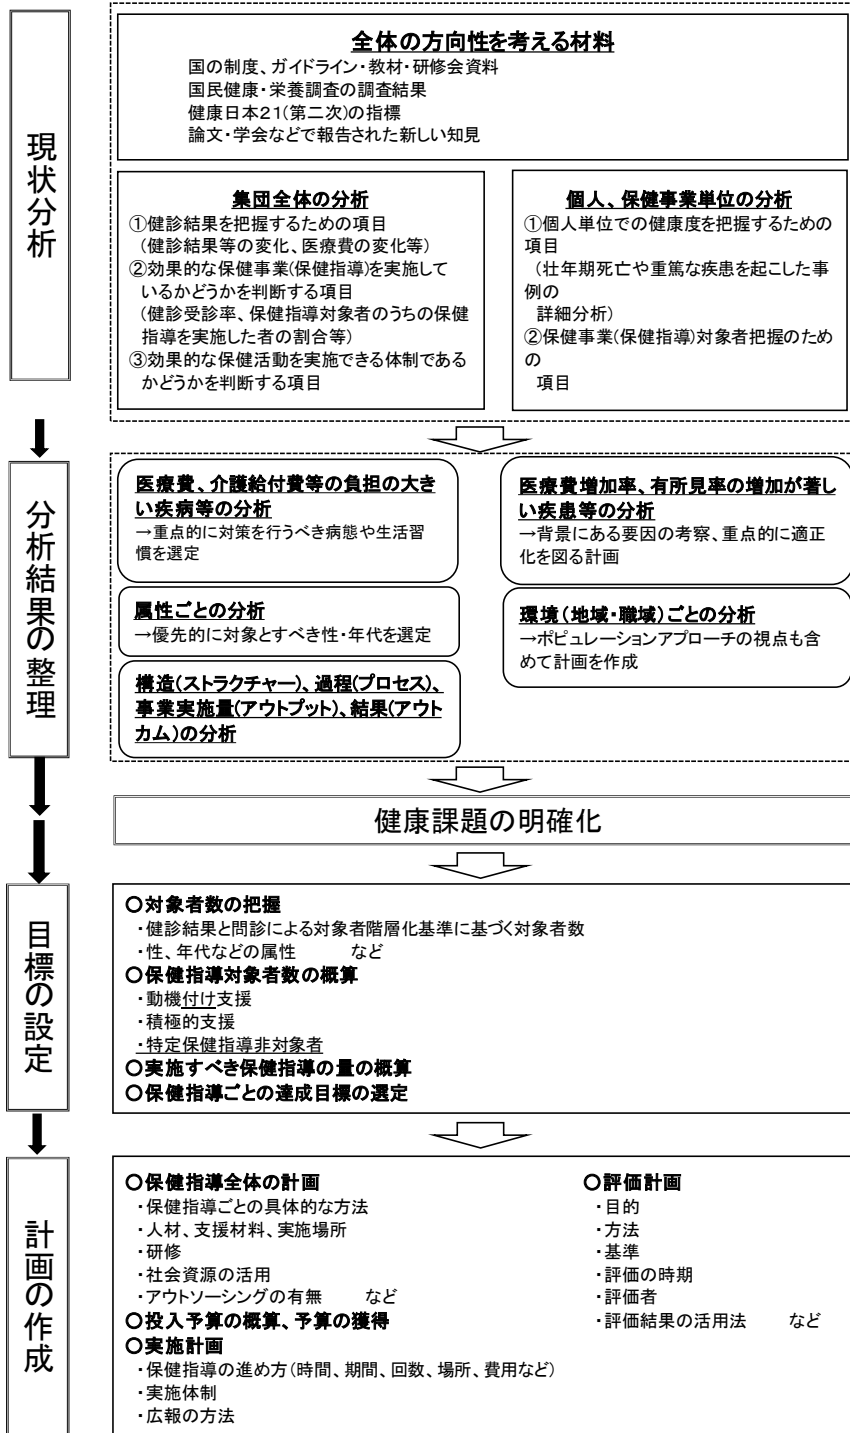 現状分析
全体の方向性を考える材料
国の制度、ガイドライン・教材・研修会資料
国民健康・栄養調査の調査結果
健康日本21(第二次)の指標
論文・学会などで報告された新しい知見
集団全体の分析
①健診結果を把握するための項目
(健診結果等の変化、医療費の変化等)
②効果的な保健事業(保健指導)を実施して
いるかどうかを判断する項目
(健診受診率、保健指導対象者のうちの保健
指導を実施した者の割合等)
③効果的な保健活動を実施できる体制である
かどうかを判断する項目
個人、保健事業単位の分析
①個人単位での健康度を把握するための
項目
(壮年期死亡や重篤な疾患を起こした事
例の
詳細分析)
②保健事業(保健指導)対象者把握のため
の
項目
分析結果の整理
医療費、介護給付費等の負担の大き
い疾病等の分析
→重点的に対策を行うべき病態や生活習
慣を選定
属性ごとの分析
→優先的に対象とすべき性・年代を選定
構造(ストラクチャー)、過程(プロセス)、
事業実施量(アウトプット)、結果(アウト
カム)の分析
医療費増加率、有所見率の増加が著し
い疾患等の分析
→背景にある要因の考察、重点的に適正
化を図る計画
環境(地域・職域)ごとの分析
→ポピュレーションアプローチの視点も含
めて計画を作成
健康課題の明確化
目標の設定
○対象者数の把握
・健診結果と問診による対象者階層化基準に基づく対象者数
・性、年代などの属性 など
○保健指導対象者数の概算
・動機付け支援
・積極的支援
・特定保健指導非対象者
○実施すべき保健指導の量の概算
○保健指導ごとの達成目標の選定
計画の作成
○保健指導全体の計画
・保健指導ごとの具体的な方法
・人材、支援材料、実施場所
・研修
・社会資源の活用
・アウトソーシングの有無 など
○投入予算の概算、予算の獲得
○実施計画
・保健指導の進め方(時間、期間、回数、場所、費用など)
・実施体制
・広報の方法
○評価計画
・目的
・方法
・基準
・評価の時期
・評価者
・評価結果の活用法 など